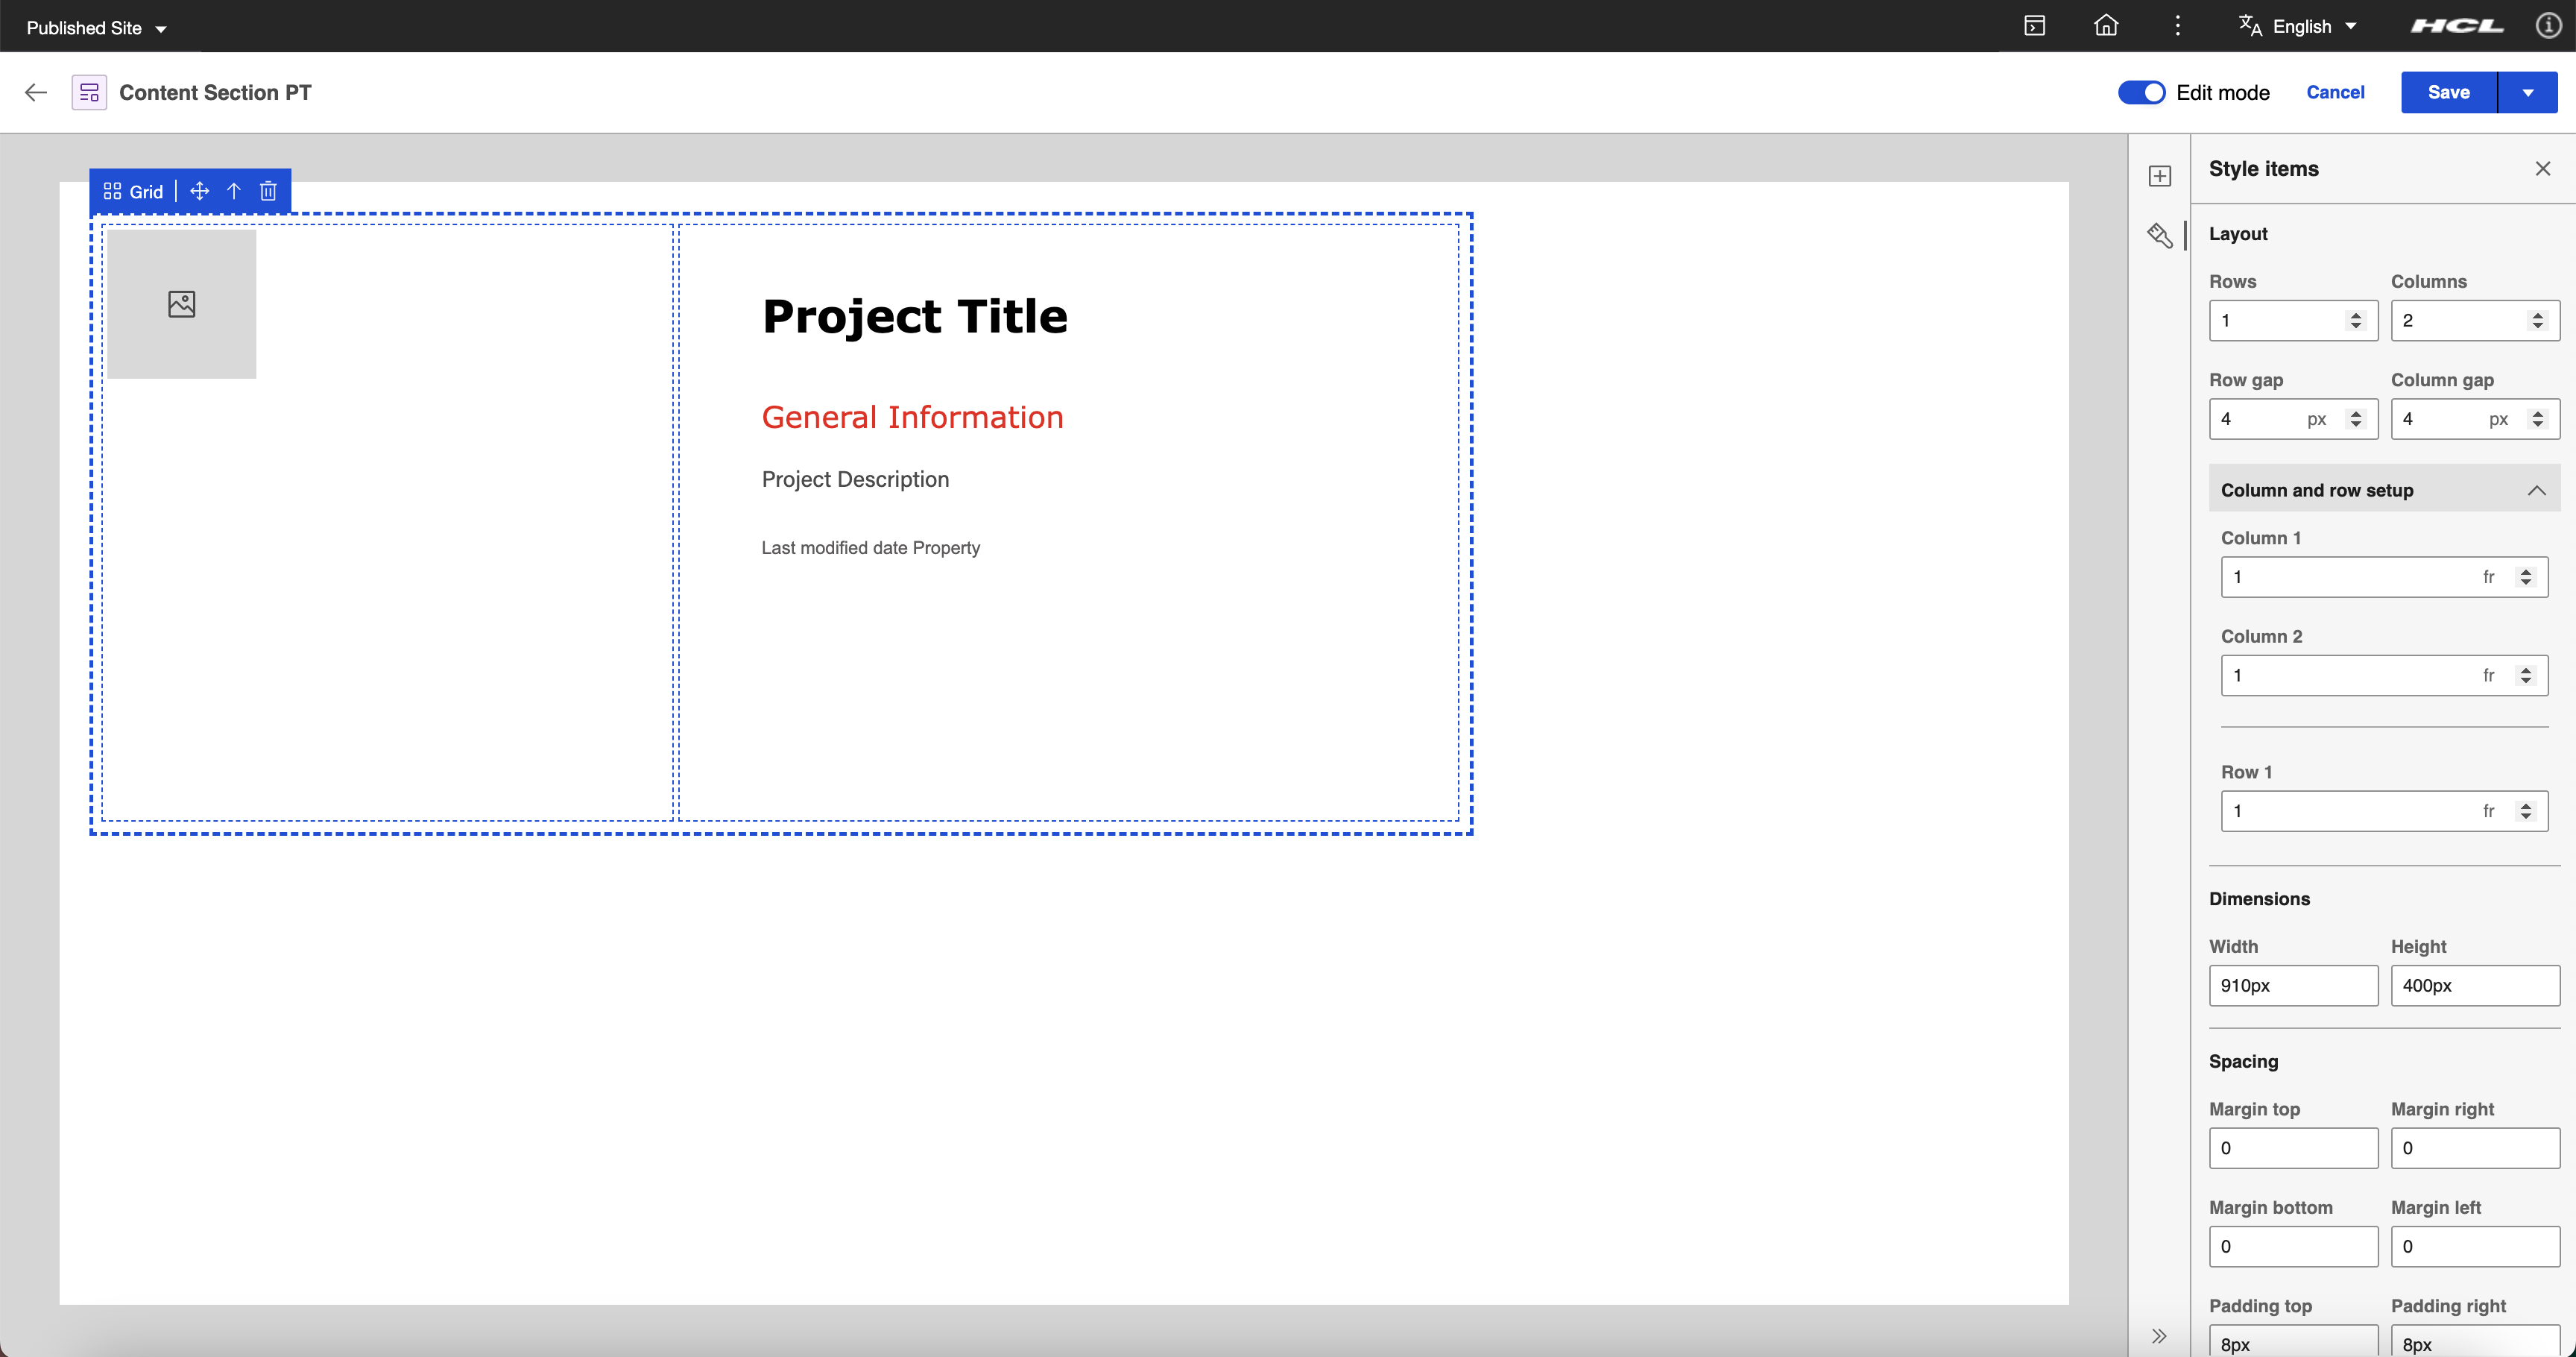 Published Site
English
HCL
Content Section PT
Edit mode
Cancel
Save
Grid
Project Title
General Information
Project Description
Last modified date Property
Style items
Layout
Rows Columns
1 2
Row gap Column gap
4 px 4 px
Column and row setup
Column 1
1 fr
Column 2
1 fr
Row 1
1 fr
Dimensions
Width Height
910px 400px
Spacing
Margin top Margin right
0 0
Margin bottom Margin left
0 0
Padding top Padding right
8px 8px